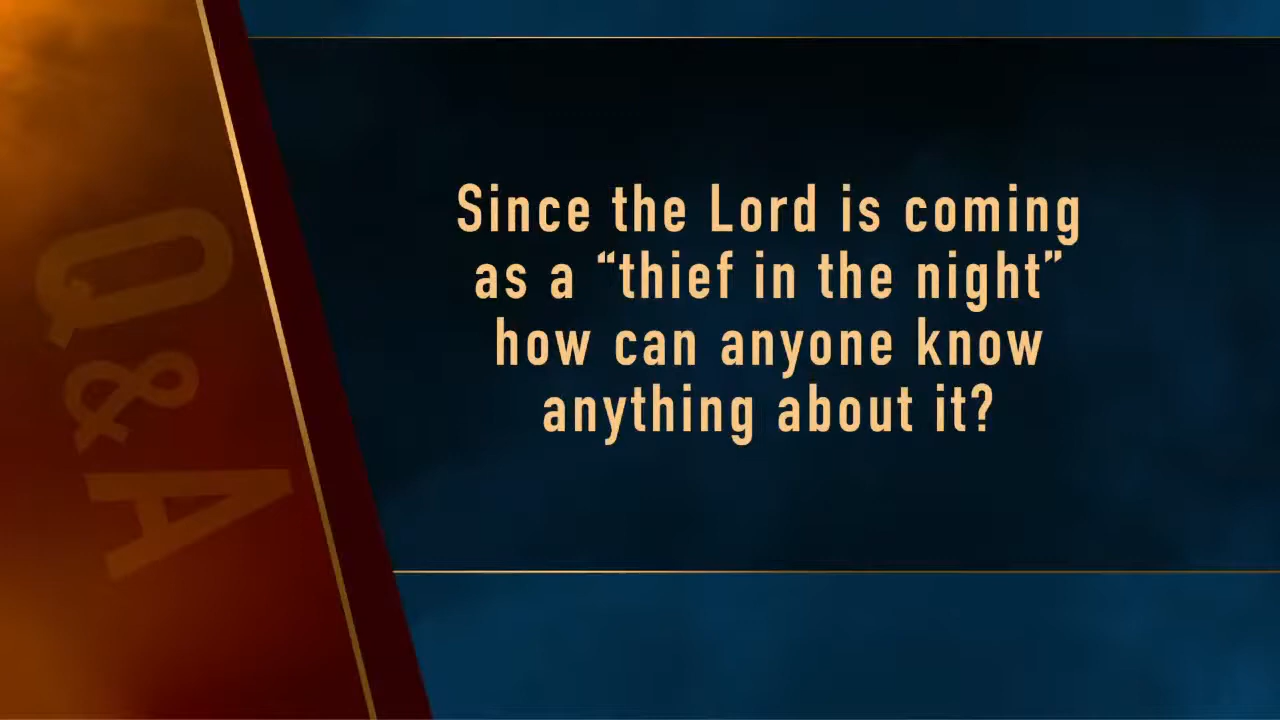 Q&A
Since the Lord is coming
as a “thief in the night”
how can anyone know
anything about it?